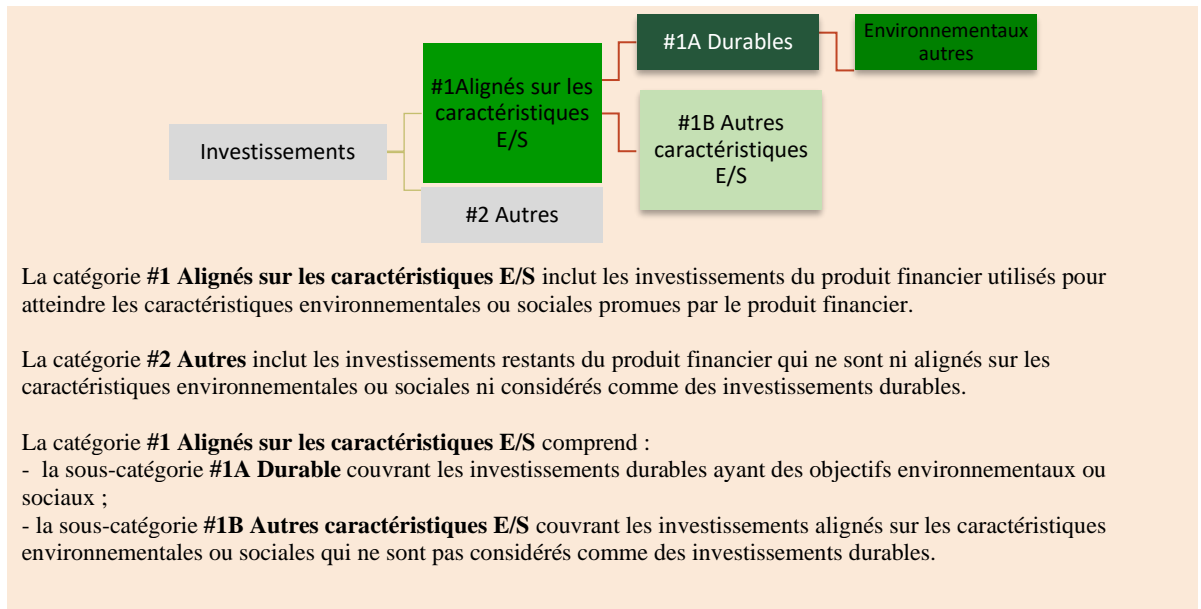 #1A Durables
Environnementaux
autres
#1Alignés sur les
caractéristiques
E/S
#1B Autres
caractéristiques
E/S
Investissements
#2 Autres
La catégorie #1 Alignés sur les caractéristiques E/S inclut les investissements du produit financier utilisés pour
atteindre les caractéristiques environnementales ou sociales promues par le produit financier.
La catégorie #2 Autres inclut les investissements restants du produit financier qui ne sont ni alignés sur les
caractéristiques environnementales ou sociales ni considérés comme des investissements durables.
La catégorie #1 Alignés sur les caractéristiques E/S comprend :
- la sous-catégorie #1A Durable couvrant les investissements durables ayant des objectifs environnementaux ou
sociaux ;
- la sous-catégorie #1B Autres caractéristiques E/S couvrant les investissements alignés sur les caractéristiques
environnementales ou sociales qui ne sont pas considérés comme des investissements durables.